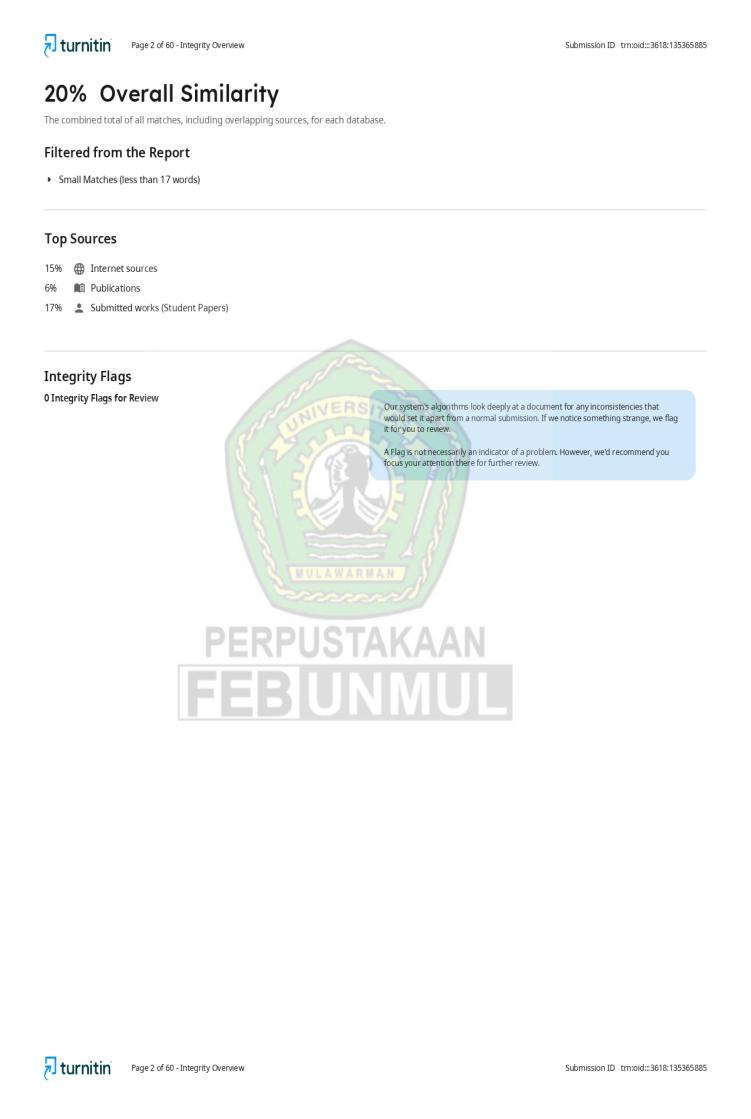 turnitin Page 2 of 60 - Integrity Overview Submission ID trn:oid:::3618:135365885
20% Overall Similarity
The combined total of all matches, including overlapping sources, for each database.
Filtered from the Report
Small Matches (less than 17 words)
Top Sources
15% Internet sources
6% Publications
17% Submitted works (Student Papers)
Integrity Flags
0 Integrity Flags for Review
Our system's algorithms look deeply at a document for any inconsistencies that
would set it apart from a normal submission. If we notice something strange, we flag
it for you to review.
A Flag is not necessarily an indicator of a problem. However, we'd recommend you
focus your attention there for further review.
MULAWARMAN
PERPUSTAKAAN
FEB UNMUL
turnitin Page 2 of 60 - Integrity Overview Submission ID trn:oid:::3618:135365885